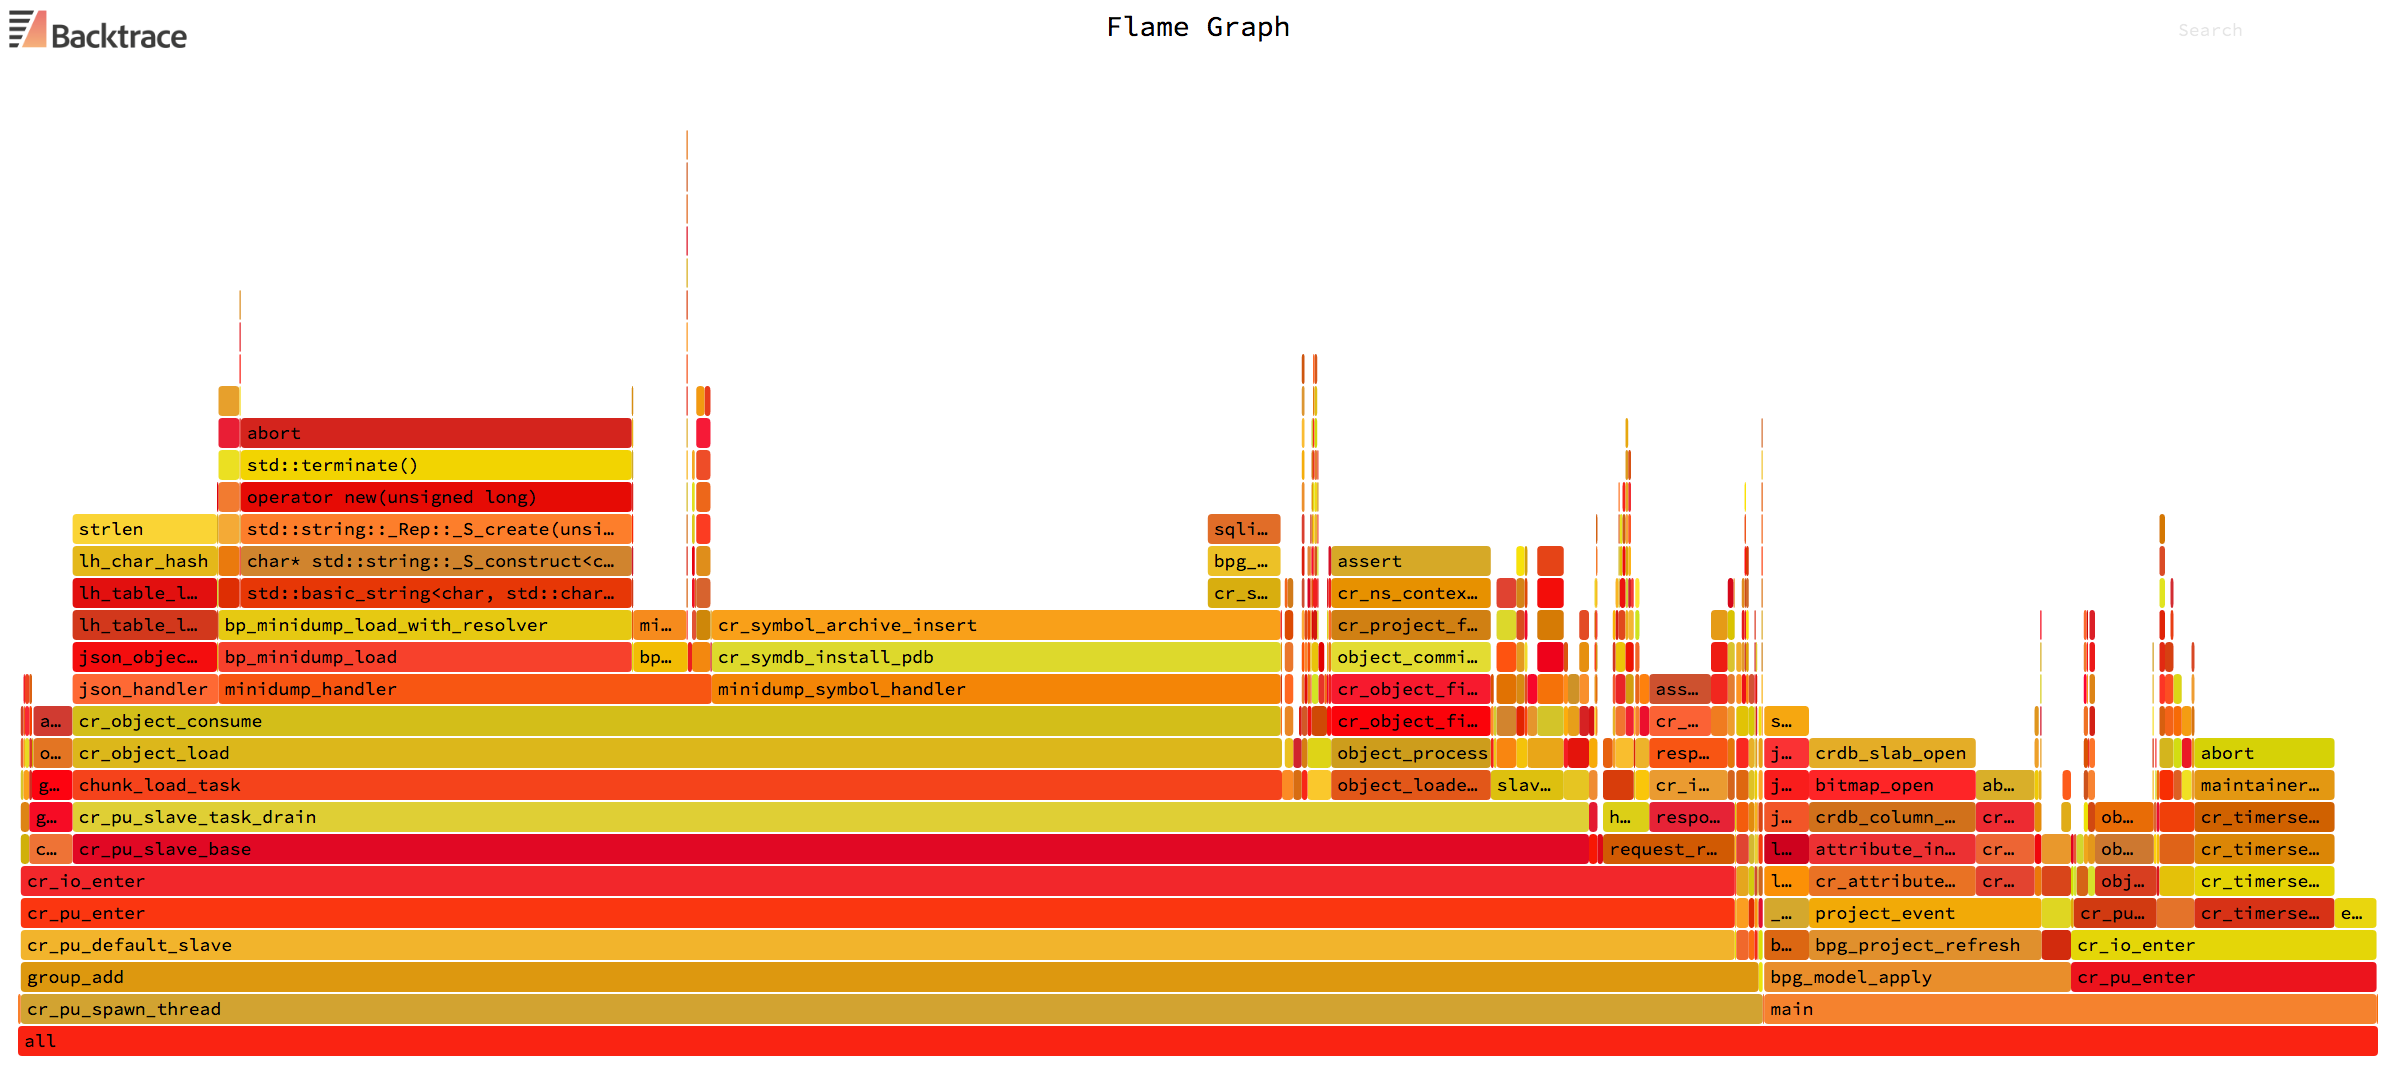 Backtrace
Flame Graph
Search
abort
std::terminate()
operator new(unsigned long)
strlen
std::string::_Rep::_S_create(unsi...
sqli...
lh_char_hash
char* std::string::_S_construct<c...
bpg_...
assert
lh_table_l...
std::basic_string<char, std::char...
cr_s...
cr_ns_contex...
lh_table_l...
bp_minidump_load_with_resolver
mi...
cr_symbol_archive_insert
cr_project_f...
json_objec...
bp_minidump_load
bp...
cr_symdb_install_pdb
object_commi...
json_handler
minidump_handler
minidump_symbol_handler
cr_object_fi...
ass...
a...
cr_object_consume
cr_object_fi...
cr_...
s...
o...
cr_object_load
object_process
resp...
j...
crdb_slab_open
abort
g...
chunk_load_task
object_loade...
slav...
cr_i...
j...
bitmap_open
ab...
maintainer...
g...
cr_pu_slave_task_drain
h...
respo...
j...
crdb_column_...
cr...
ob...
cr_timerse...
c...
cr_pu_slave_base
request_r...
l...
attribute_in...
cr...
ob...
cr_timerse...
cr_io_enter
l...
cr_attribute...
cr...
obj...
cr_timerse...
cr_pu_enter
_...
project_event
cr_pu...
cr_timerse...
e...
cr_pu_default_slave
b...
bpg_project_refresh
cr_io_enter
group_add
bpg_model_apply
cr_pu_enter
cr_pu_spawn_thread
main
all